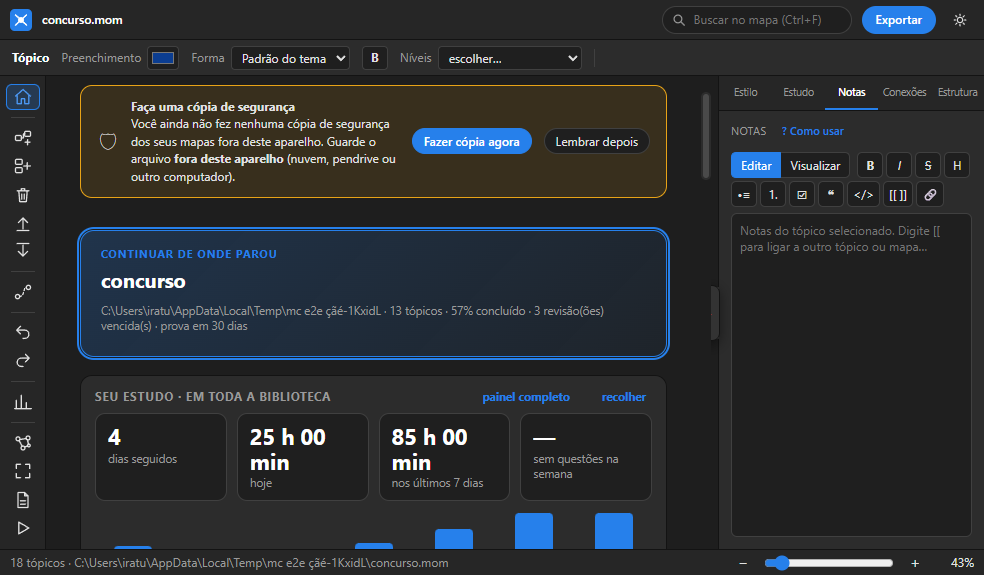 concurso.mom
Buscar no mapa (Ctrl+F)
Exportar
Tópico
Preenchimento
Forma
Padrão do tema
B
Níveis
escolher...
Faça uma cópia de segurança
Você ainda não fez nenhuma cópia de segurança
dos seus mapas fora deste aparelho. Guarde o
arquivo fora deste aparelho (nuvem, pendrive ou
outro computador).
Fazer cópia agora
Lembrar depois
CONTINUAR DE ONDE PAROU
concurso
C:\Users\iratu\AppData\Local\Temp\mc e2e çãé-1KxidL · 13 tópicos · 57% concluído · 3 revisão(ões)
vencida(s) · prova em 30 dias
SEU ESTUDO · EM TODA A BIBLIOTECA
painel completo
recolher
4
dias seguidos
25 h 00
min
hoje
85 h 00
min
nos últimos 7 dias
—
sem questões na
semana
Estilo
Estudo
Notas
Conexões
Estrutura
NOTAS
? Como usar
Editar
Visualizar
B
I
S
H
•≡
1.
☑
❝
</>
[[ ]]
Notas do tópico selecionado. Digite [[
para ligar a outro tópico ou mapa...
18 tópicos · C:\Users\iratu\AppData\Local\Temp\mc e2e çãé-1KxidL\concurso.mom
−
+
43%